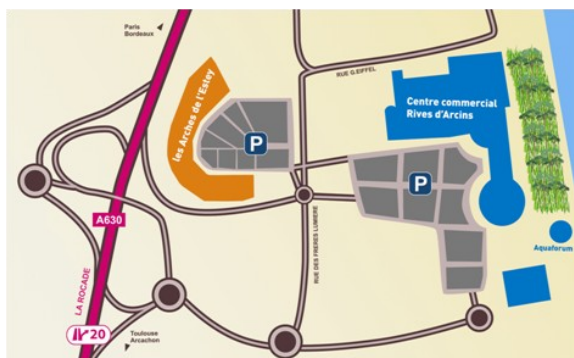 Paris
Bordeaux
RUE G.EIFFEL
les Arches de l'Estey
Centre commercial
Rives d'Arcins
P
P
A630
RUE DES FRERES LUMIERE
Aquaforum
LA ROCADE
20
Toulouse
Arcachon